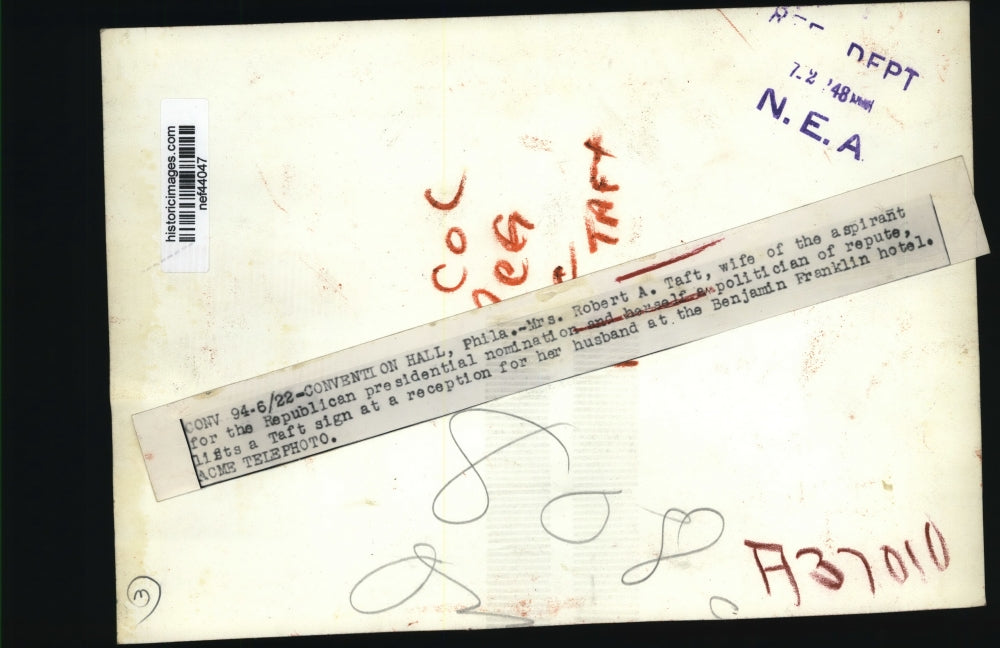 DEPT
7-2 '48
N. E. A
historicimages.com
nef44047
COC
TAFT
CONV 94-6/22-CONVENTION HALL, Phila.-Mrs. Robert A. Taft, wife of the aspirant
for the Republican presidential nomination and herself a politician of repute,
lifts a Taft sign at a reception for her husband at the Benjamin Franklin hotel.
ACME TELEPHOTO.
A37010
3